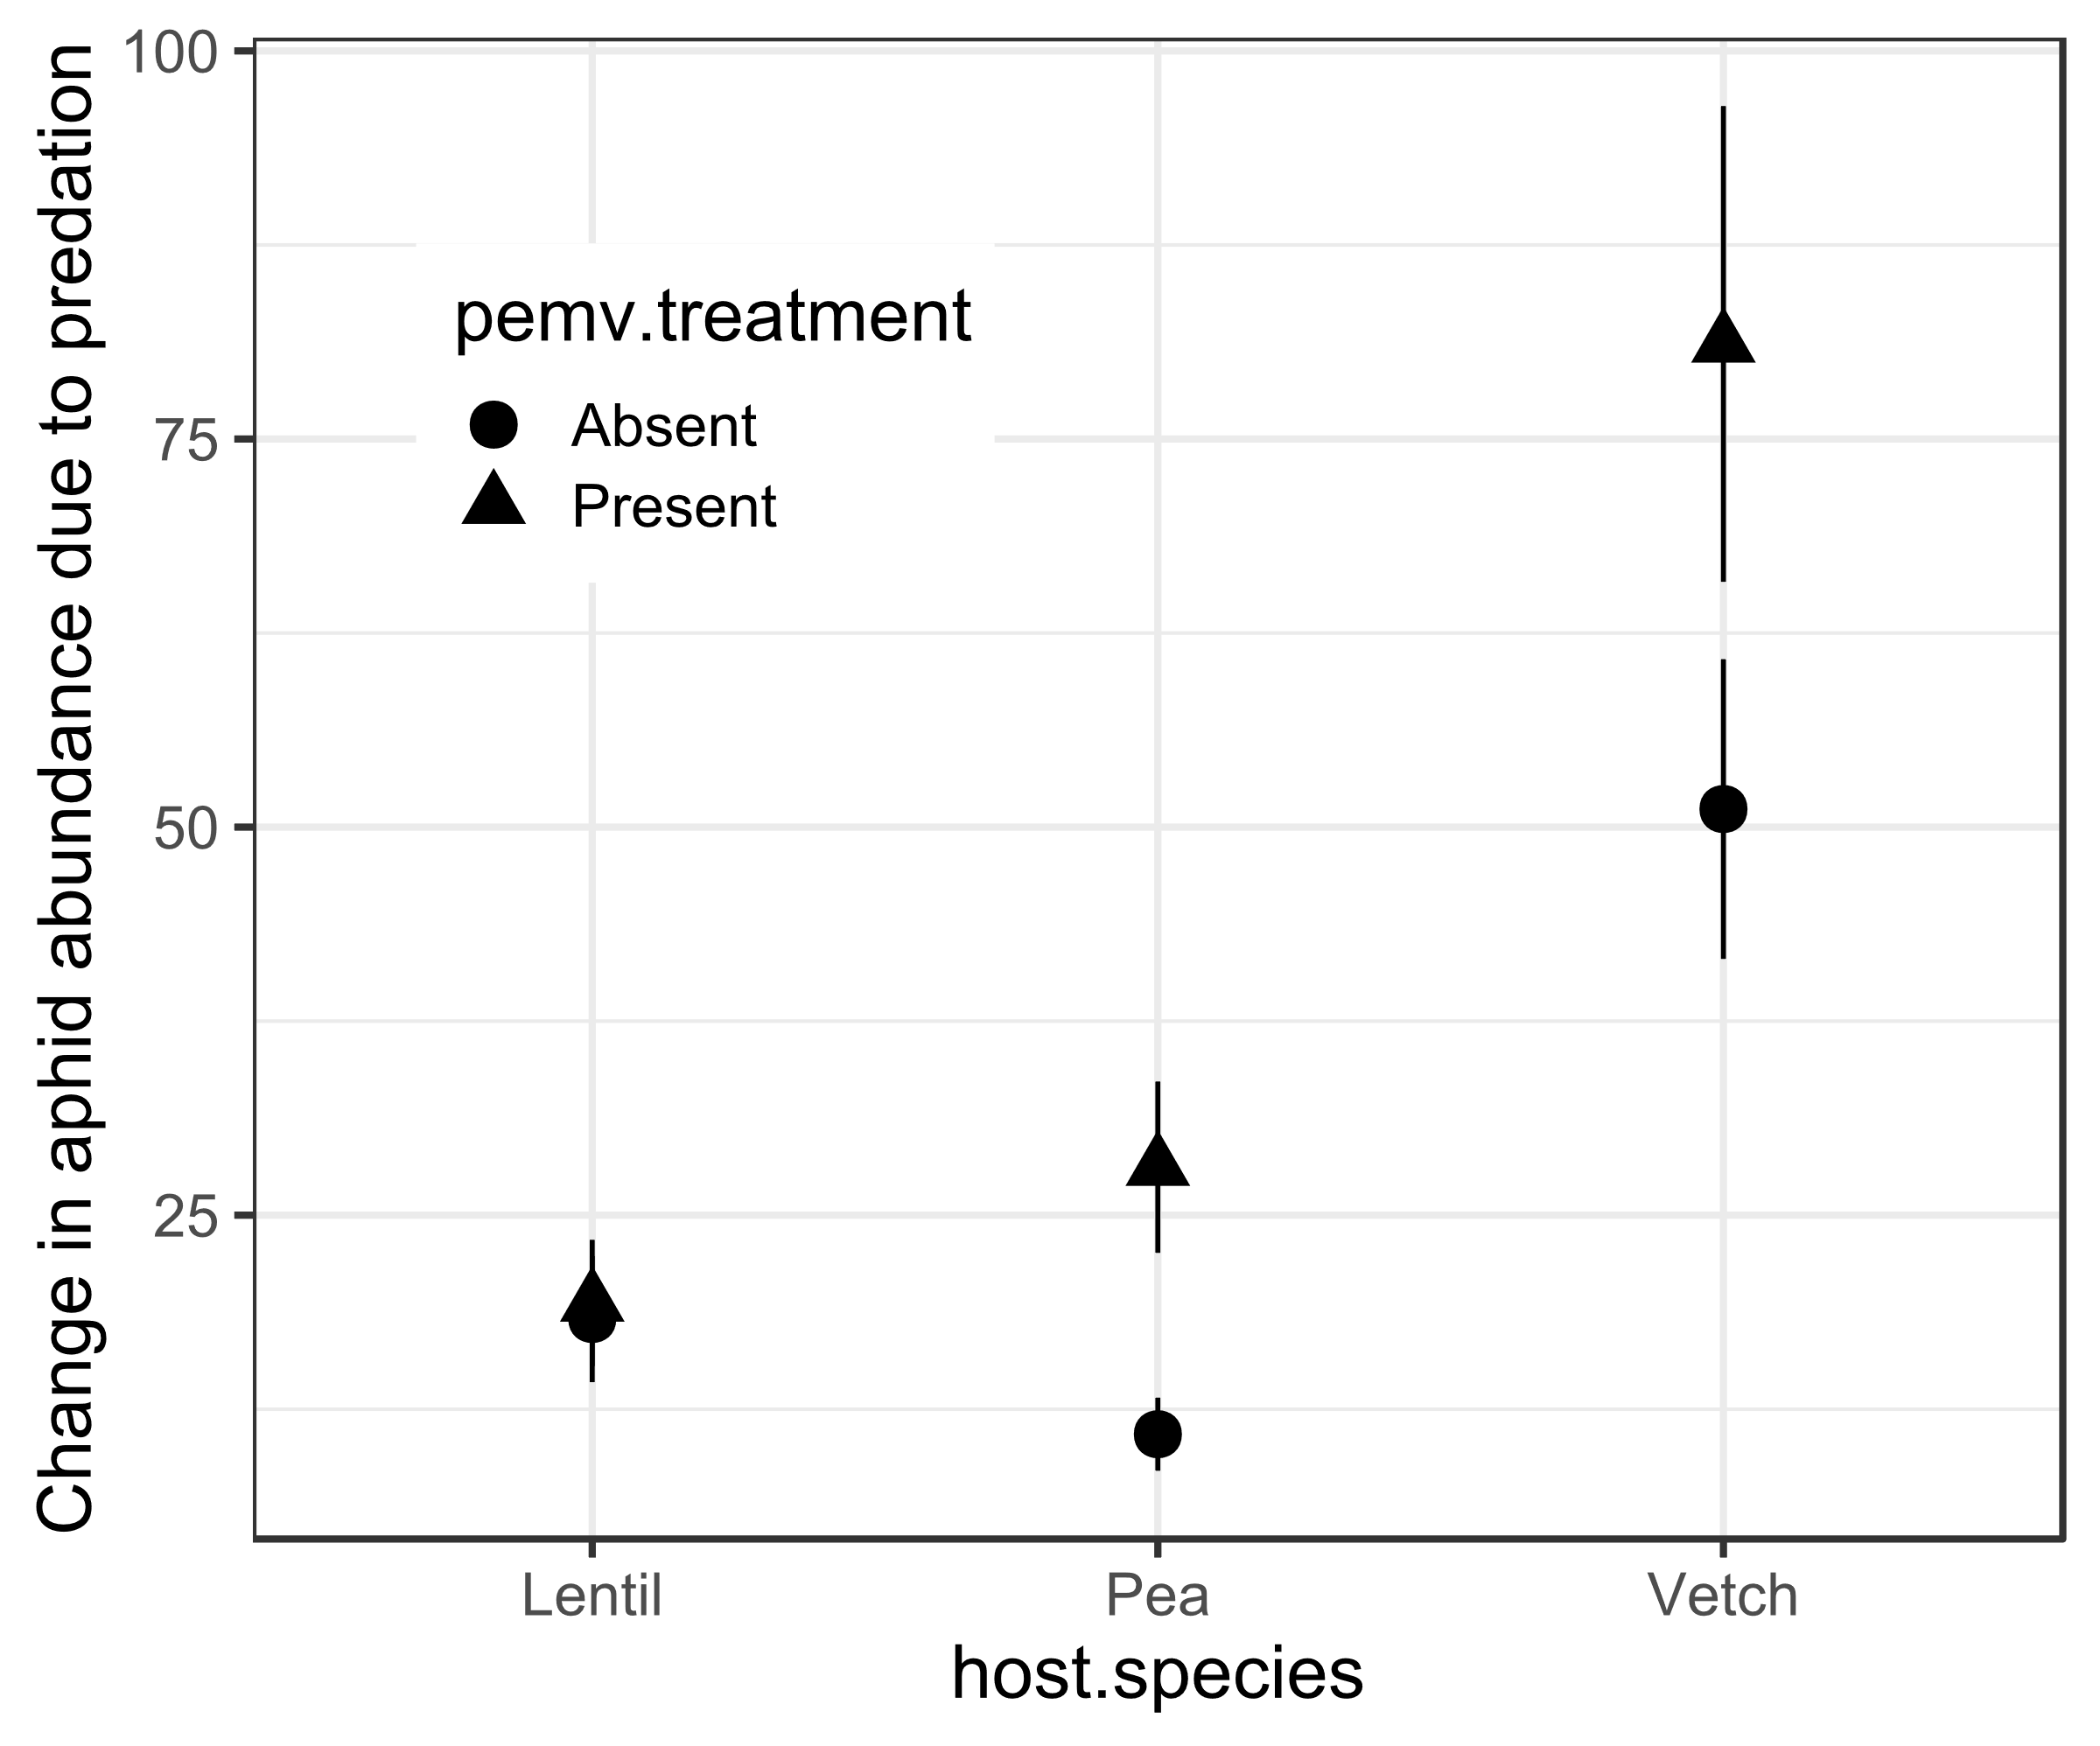 Change in aphid abundance due to predation
100
75
50
25
pemv.treatment
Absent
Present
Lentil
Pea
Vetch
host.species